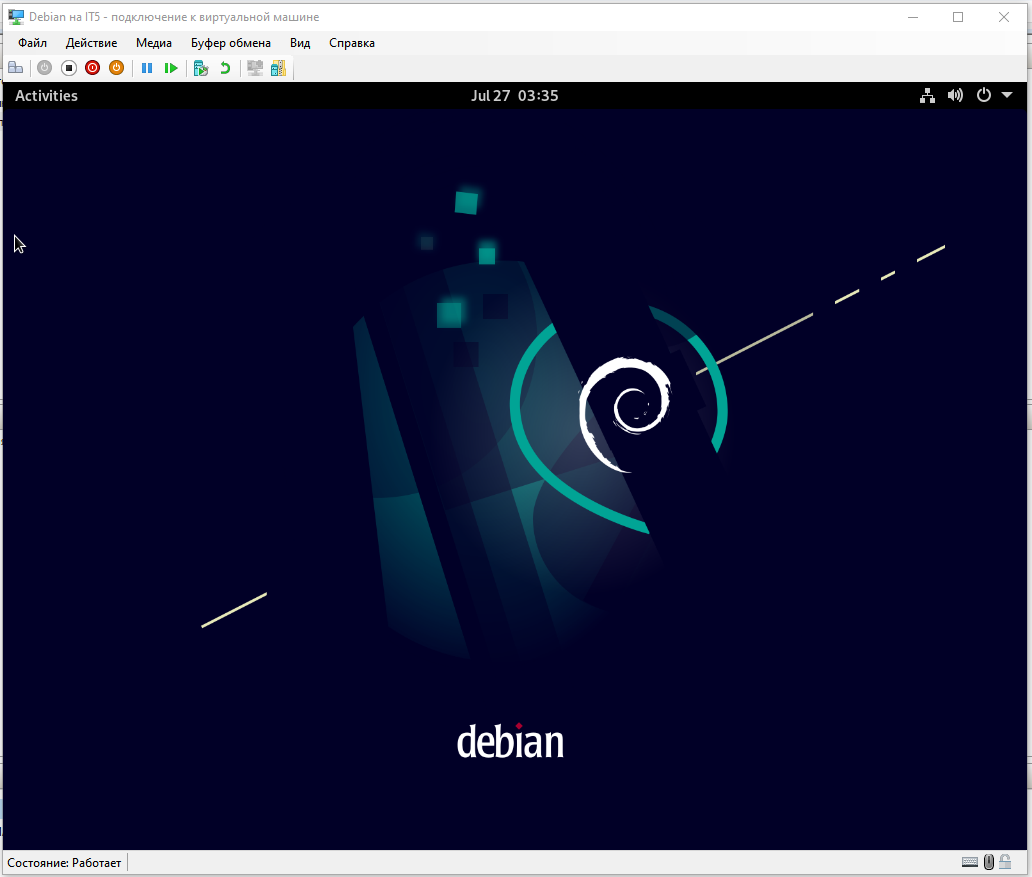 Debian на IT5 - подключение к виртуальной машине
Файл Действие Медиа Буфер обмена Вид Справка
Activities Jul 27 03:35
debian
Состояние: Работает